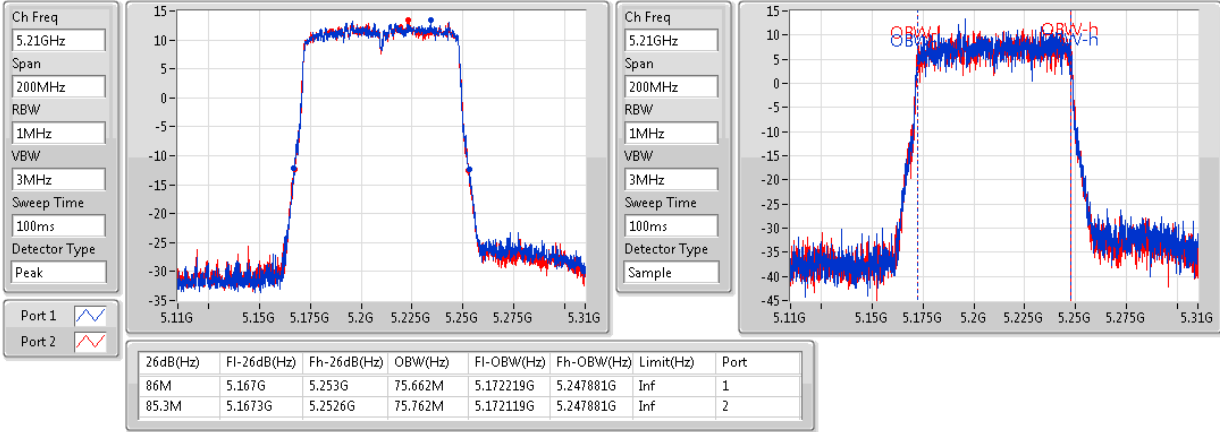 Ch Freq
5.21GHz
Span
200MHz
RBW
1MHz
VBW
3MHz
Sweep Time
100ms
Detector Type
Peak
Port 1
Port 2
15
10
5
0
-5
-10
-15
-20
-25
-30
-35
5.11G 5.15G 5.175G 5.2G 5.225G 5.25G 5.275G 5.31G
Ch Freq
5.21GHz
Span
200MHz
RBW
1MHz
VBW
3MHz
Sweep Time
100ms
Detector Type
Sample
15
10
5
0
-5
-10
-15
-20
-25
-30
-35
-40
-45
OBW-h
5.11G 5.15G 5.175G 5.2G 5.225G 5.25G 5.275G 5.31G
26dB(Hz) Fl-26dB(Hz) Fh-26dB(Hz) OBW(Hz) Fl-OBW(Hz) Fh-OBW(Hz) Limit(Hz) Port
86M 5.167G 5.253G 75.662M 5.172219G 5.247881G Inf 1
85.3M 5.1673G 5.2526G 75.762M 5.172119G 5.247881G Inf 2